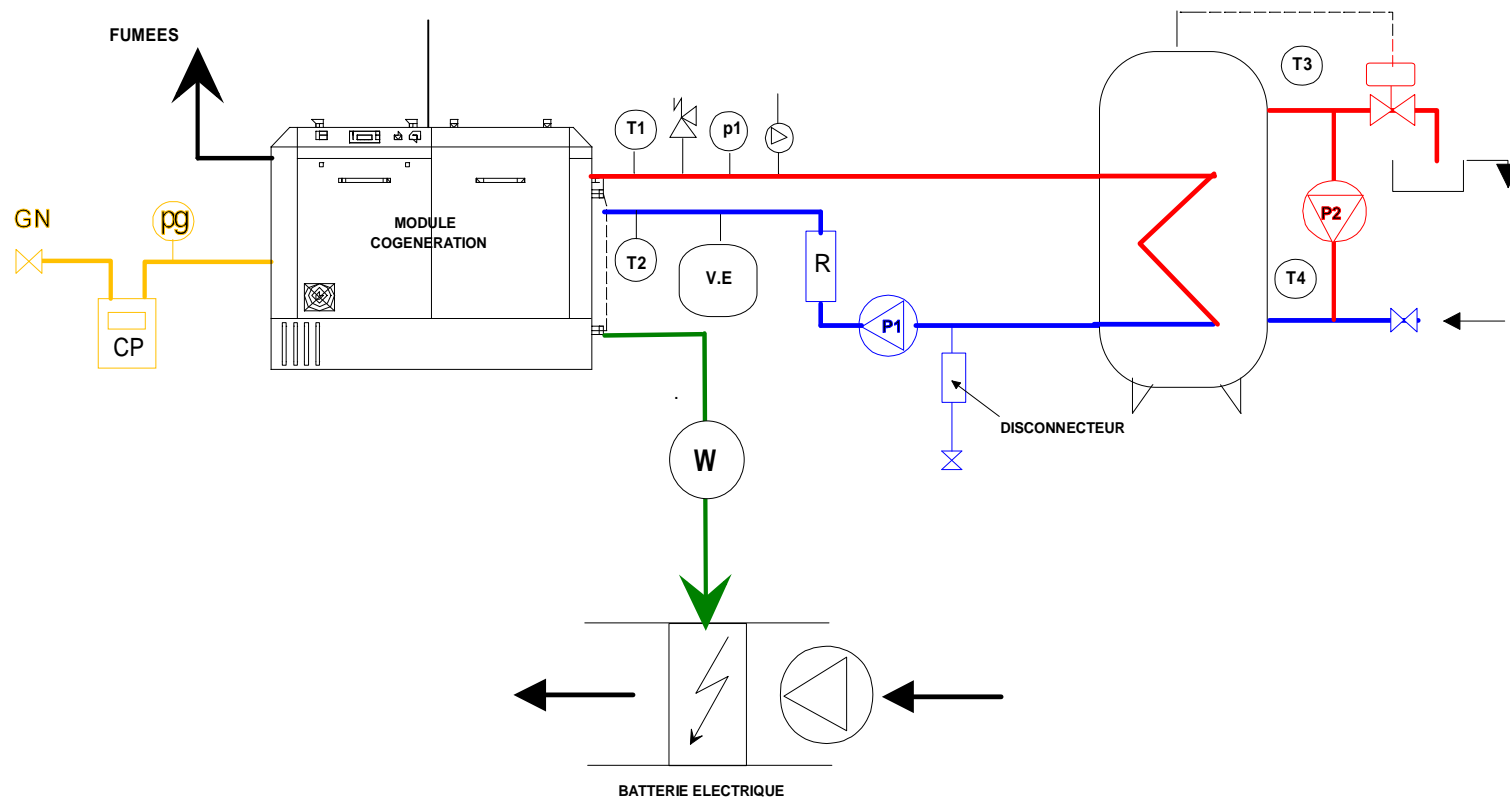 FUMEES
T3
T1
p1
GN
pg
MODULE
COGENERATION
P2
T2
V.E
R
T4
P1
CP
DISCONNECTEUR
W
BATTERIE ELECTRIQUE